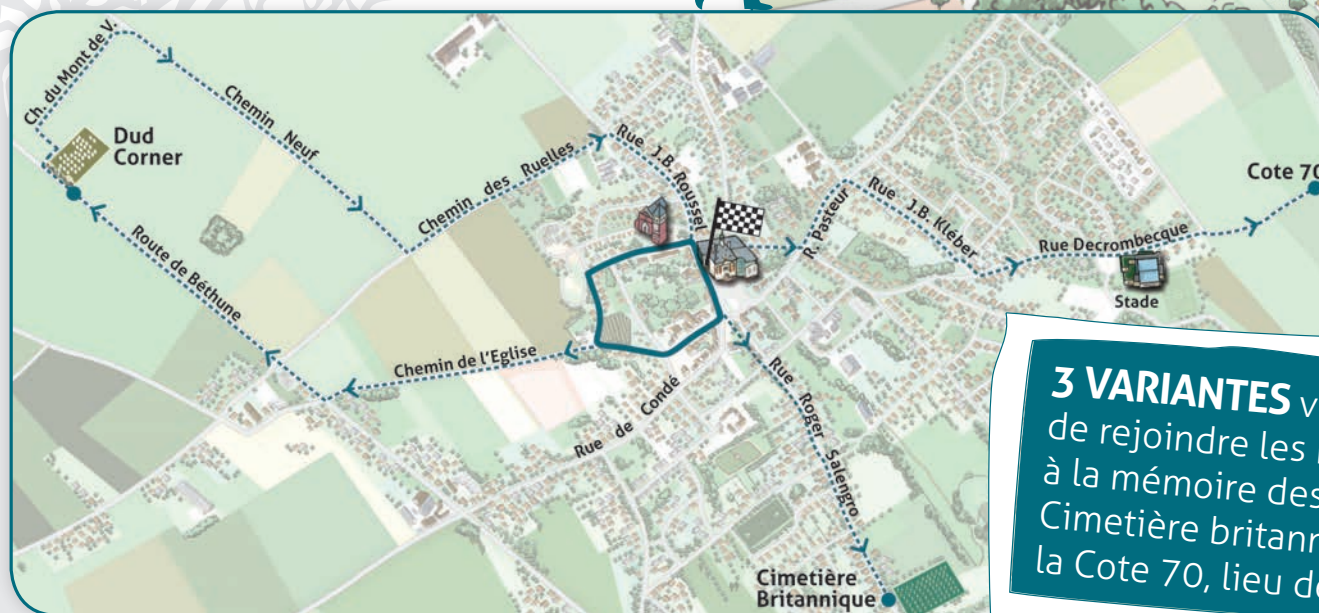 Ch. du Mont de V.
Chemin Neuf
Dud
Corner
Route de Béthune
Chemin des Ruelles
Rue J.B. Roussel
R. Pasteur
Rue J.B. Kléber
Rue Decrombecque
Cote 70
Stade
Chemin de l'Eglise
Rue de Condé
Rue Roger Salengro
Cimetière
Britannique
3 VARIANTES
de rejoindre les
à la mémoire des
Cimetière
la Cote 70, lieu